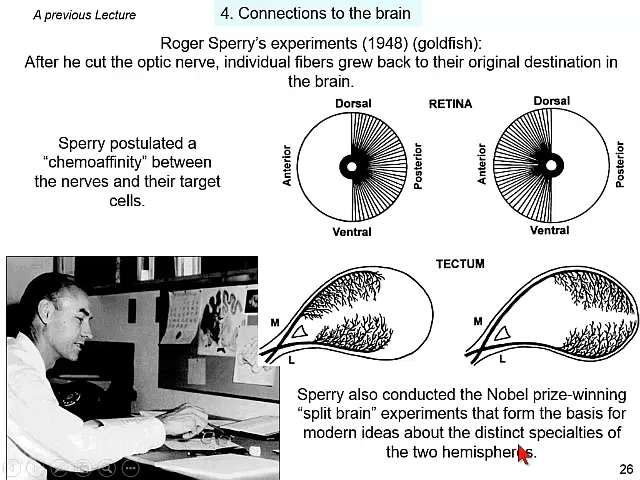 A previous Lecture
4. Connections to the brain
Roger Sperry's experiments (1948) (goldfish):
After he cut the optic nerve, individual fibers grew back to their original destination in
the brain.
Sperry postulated a
“chemoaffinity” between
the nerves and their target
cells.
Dorsal
RETINA
Dorsal
Anterior
Posterior
Anterior
Posterior
Ventral
Ventral
TECTUM
M
L
M
L
Sperry also conducted the Nobel prize-winning
“split brain” experiments that form the basis for
modern ideas about the distinct specialties of
the two hemispheres.
26